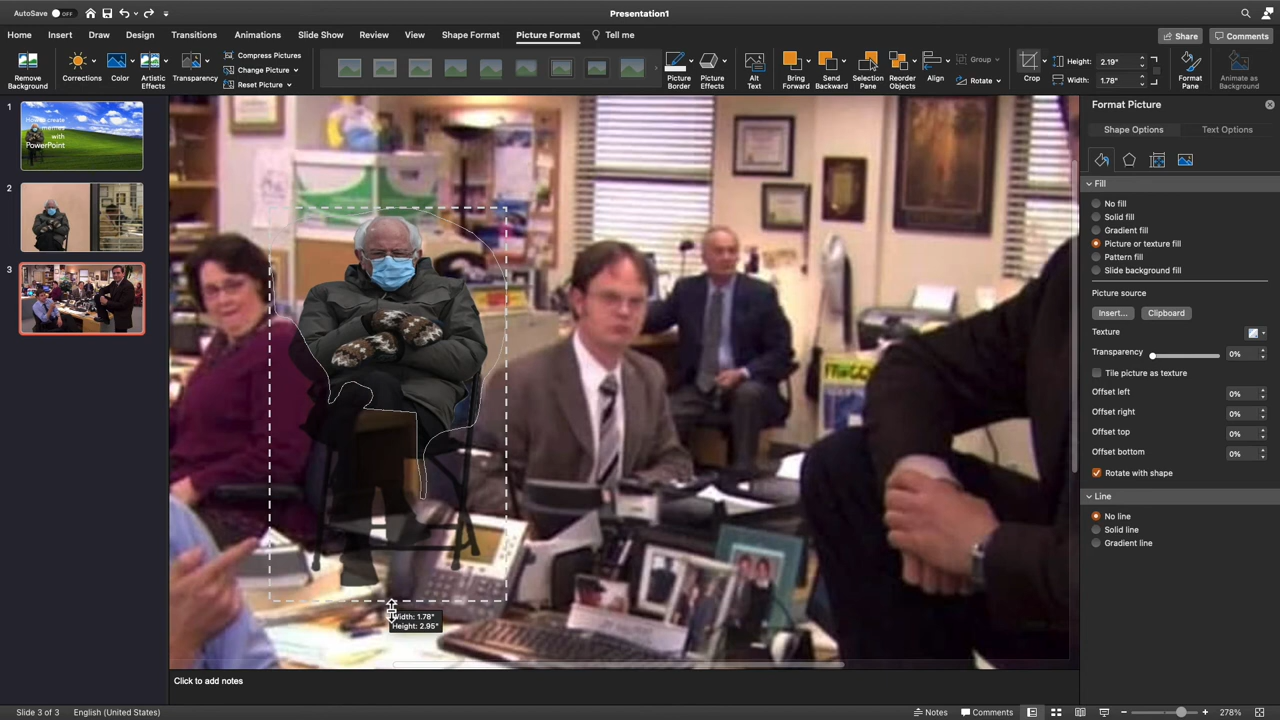 AutoSave OFF
Presentation1
Home Insert Draw Design Transitions Animations Slide Show Review View Shape Format Picture Format Tell me
Share Comments
Remove Background
Corrections
Color
Artistic Effects
Transparency
Compress Pictures
Change Picture
Reset Picture
Picture Border
Picture Effects
Alt Text
Bring Forward
Send Backward
Selection Pane
Reorder Objects
Align
Group
Rotate
Crop
Height: 2.19"
Width: 1.78"
Format Pane
Animate as Background
1
How to create
with
PowerPoint
2
3
Width: 1.78"
Height: 2.95"
Format Picture
Shape Options Text Options
Fill
No fill
Solid fill
Gradient fill
Picture or texture fill
Pattern fill
Slide background fill
Picture source
Insert... Clipboard
Texture
Transparency 0%
Tile picture as texture
Offset left 0%
Offset right 0%
Offset top 0%
Offset bottom 0%
Rotate with shape
Line
No line
Solid line
Gradient line
Click to add notes
Slide 3 of 3 English (United States) Notes Comments 278%